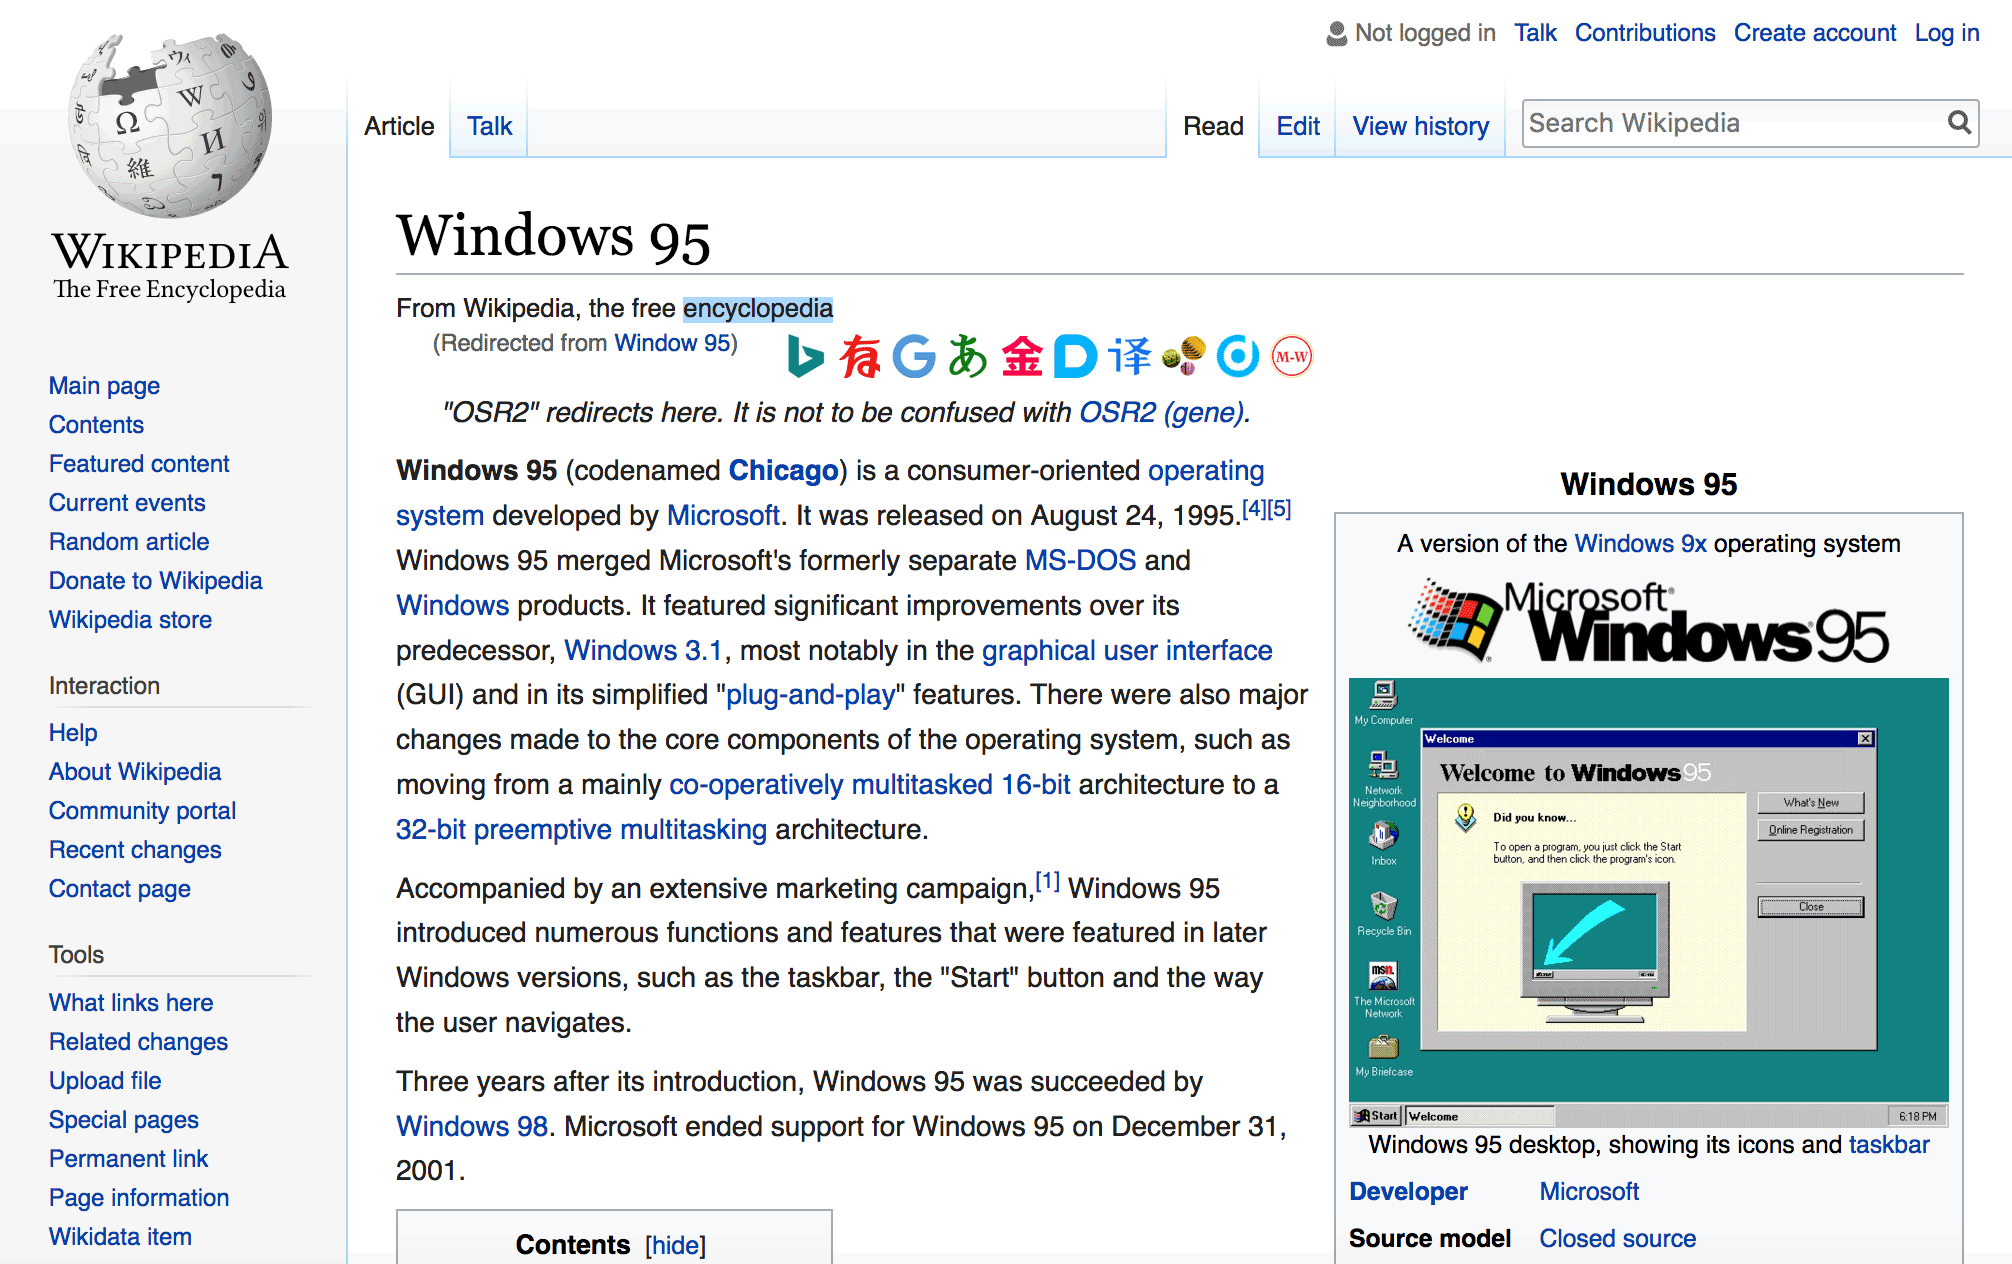 Not logged in Talk Contributions Create account Log in
Article Talk Read Edit View history Search Wikipedia
WIKIPEDIA
The Free Encyclopedia
Main page
Contents
Featured content
Current events
Random article
Donate to Wikipedia
Wikipedia store
Interaction
Help
About Wikipedia
Community portal
Recent changes
Contact page
Tools
What links here
Related changes
Upload file
Special pages
Permanent link
Page information
Wikidata item
Windows 95
From Wikipedia, the free encyclopedia
(Redirected from Window 95)
有 G あ 金 D 译 M-W
"OSR2" redirects here. It is not to be confused with OSR2 (gene).
Windows 95 (codenamed Chicago) is a consumer-oriented operating
system developed by Microsoft. It was released on August 24, 1995.[4][5]
Windows 95 merged Microsoft's formerly separate MS-DOS and
Windows products. It featured significant improvements over its
predecessor, Windows 3.1, most notably in the graphical user interface
(GUI) and in its simplified "plug-and-play" features. There were also major
changes made to the core components of the operating system, such as
moving from a mainly co-operatively multitasked 16-bit architecture to a
32-bit preemptive multitasking architecture.
Accompanied by an extensive marketing campaign,[1] Windows 95
introduced numerous functions and features that were featured in later
Windows versions, such as the taskbar, the "Start" button and the way
the user navigates.
Three years after its introduction, Windows 95 was succeeded by
Windows 98. Microsoft ended support for Windows 95 on December 31,
2001.
Contents [hide]
Windows 95
A version of the Windows 9x operating system
Microsoft
Windows 95
My Computer
Network
Neighborhood
Inbox
Recycle Bin
msn.
The Microsoft
Network
My Briefcase
Welcome
Welcome to Windows 95
Did you know...
To open a program, you just click the Start
button, and then click the program's icon.
What's New
Online Registration
Close
Start Welcome 6:18 PM
Windows 95 desktop, showing its icons and taskbar
Developer Microsoft
Source model Closed source